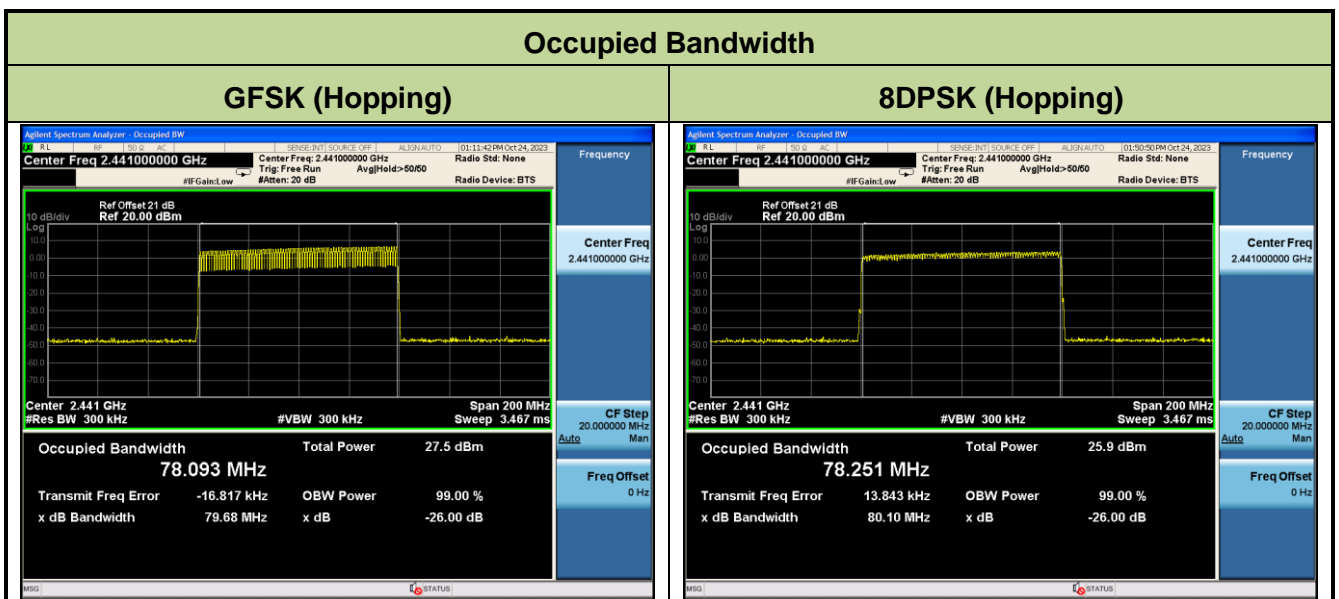 Occupied Bandwidth
GFSK (Hopping)
8DPSK (Hopping)
Agilent Spectrum Analyzer - Occupied BW
RL RF 50 Ω AC SENSE:INT SOURCE OFF ALIGN AUTO 01:11:42 PM Oct 24, 2023
Center Freq 2.441000000 GHz
Center Freq: 2.441000000 GHz
Radio Std: None
Trig: Free Run Avg|Hold:>50/50
#IFGain:Low #Atten: 20 dB
Radio Device: BTS
Frequency
Ref Offset 21 dB
10 dB/div Ref 20.00 dBm
Log
10.0
0.00
-10.0
-20.0
-30.0
-40.0
-50.0
-60.0
-70.0
Center Freq
2.441000000 GHz
Center 2.441 GHz Span 200 MHz
#Res BW 300 kHz #VBW 300 kHz Sweep 3.467 ms
CF Step
20.000000 MHz
Auto Man
Occupied Bandwidth Total Power 27.5 dBm
78.093 MHz
Freq Offset
0 Hz
Transmit Freq Error -16.817 kHz OBW Power 99.00 %
x dB Bandwidth 79.68 MHz x dB -26.00 dB
MSG STATUS
Agilent Spectrum Analyzer - Occupied BW
RL RF 50 Ω AC SENSE:INT SOURCE OFF ALIGN AUTO 01:50:50 PM Oct 24, 2023
Center Freq 2.441000000 GHz
Center Freq: 2.441000000 GHz
Radio Std: None
Trig: Free Run Avg|Hold:>50/50
#IFGain:Low #Atten: 20 dB
Radio Device: BTS
Frequency
Ref Offset 21 dB
10 dB/div Ref 20.00 dBm
Log
10.0
0.00
-10.0
-20.0
-30.0
-40.0
-50.0
-60.0
-70.0
Center Freq
2.441000000 GHz
Center 2.441 GHz Span 200 MHz
#Res BW 300 kHz #VBW 300 kHz Sweep 3.467 ms
CF Step
20.000000 MHz
Auto Man
Occupied Bandwidth Total Power 25.9 dBm
78.251 MHz
Freq Offset
0 Hz
Transmit Freq Error 13.843 kHz OBW Power 99.00 %
x dB Bandwidth 80.10 MHz x dB -26.00 dB
MSG STATUS